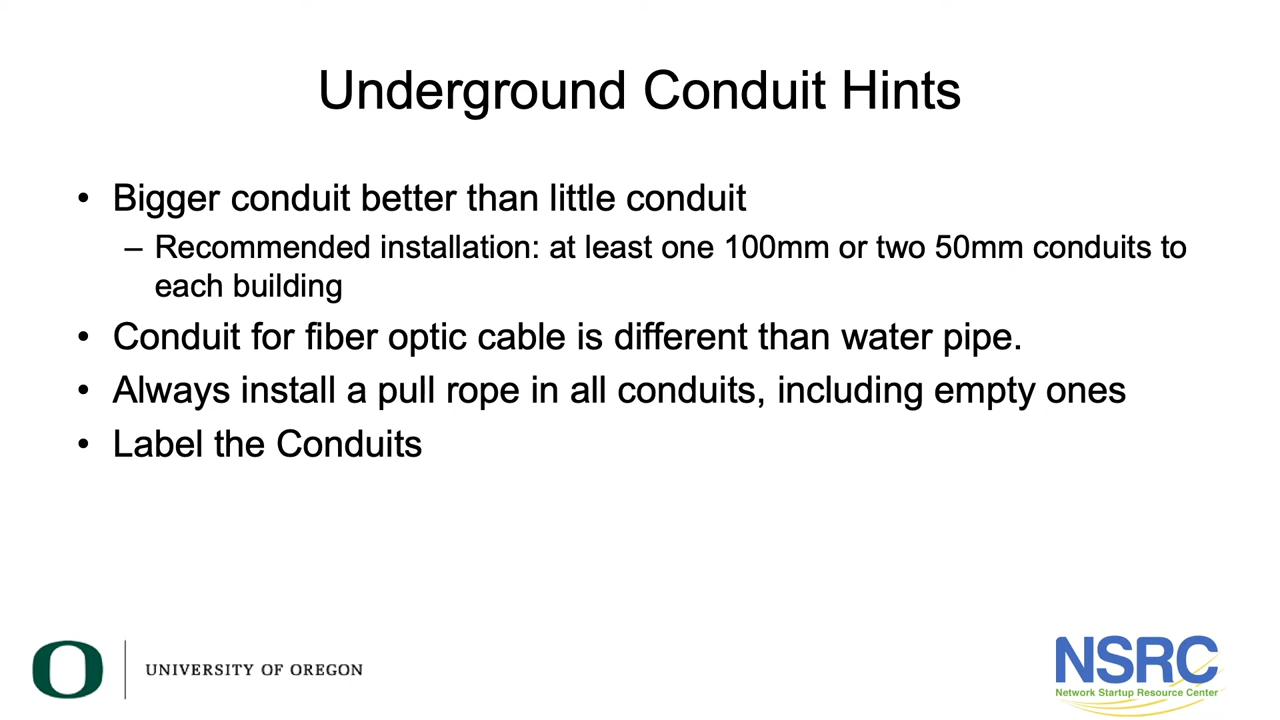 Underground Conduit Hints
• Bigger conduit better than little conduit
– Recommended installation: at least one 100mm or two 50mm conduits to
each building
• Conduit for fiber optic cable is different than water pipe.
• Always install a pull rope in all conduits, including empty ones
• Label the Conduits
O
UNIVERSITY OF OREGON
NSRC
Network Startup Resource Center